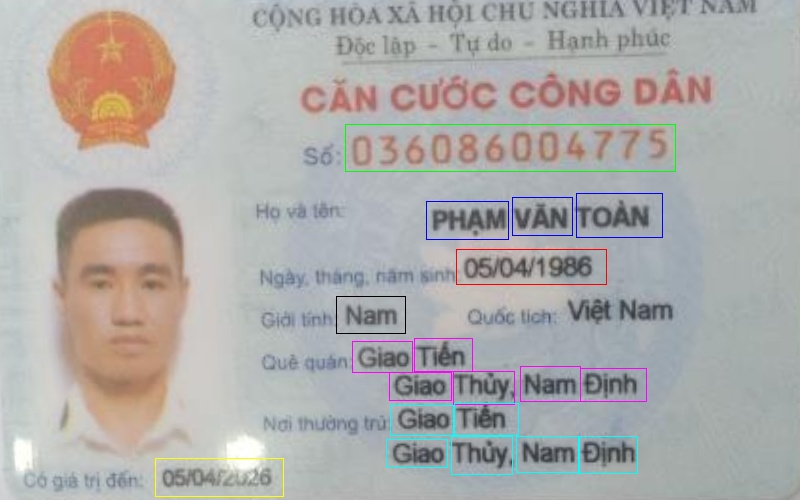 CỘNG HÒA XÃ HỘI CHỦ NGHĨA VIỆT NAM
Độc lập - Tự do - Hạnh phúc
CĂN CƯỚC CÔNG DÂN
Số: 036086004775
Họ và tên: PHẠM VĂN TOÀN
Ngày, tháng, năm sinh: 05/04/1986
Giới tính: Nam Quốc tịch: Việt Nam
Quê quán: Giao Tiến
Giao Thủy, Nam Định
Nơi thường trú: Giao Tiến
Giao Thủy, Nam Định
Có giá trị đến: 05/04/2026